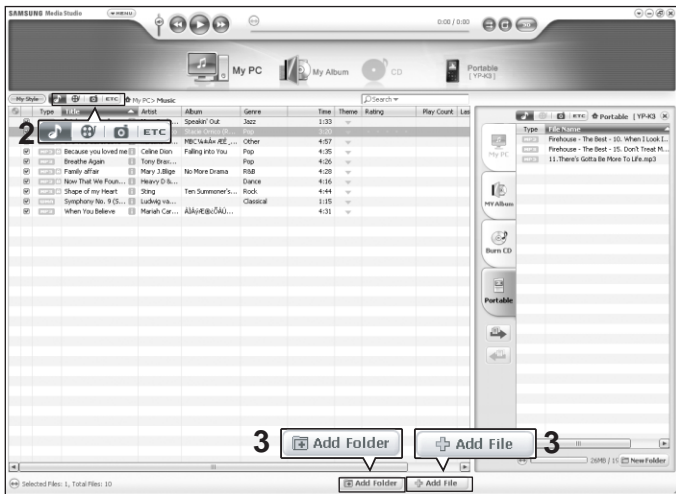 SAMSUNG Media Studio MENU
0:00 / 0:00
3D
My PC
My Album
CD
Portable
[ YP-K3 ]
My Style ETC My PC> Music
Search
Type Title Artist Album Genre Time Theme Rating Play Count Las
2 ETC
Speakin' Out Jazz 1:33
Stacie Orrico (R... Pop 3:20
Other 4:57
Because you loved me Celine Dion Falling into You Pop 4:35
Breathe Again Tony Brax... Pop 4:26
Family affair Mary J.Blige No More Drama R&B 4:28
Now That We Foun... Heavy D &... Dance 4:16
Shape of my Heart Sting Ten Summoner's... Rock 4:44
Symphony No. 9 (S... Ludwig va... Classical 1:15
When You Believe Mariah Car... 4:31
ETC Portable [YP-K3]
Type File Name
Firehouse - The Best - 10. When I Look I...
Firehouse - The Best - 15. Don't Treat M...
11.There's Gotta Be More To Life.mp3
My PC
MY Album
Burn CD
Portable
3 Add Folder Add File 3
New Folder
Selected Files: 1, Total Files: 10
Add Folder Add File